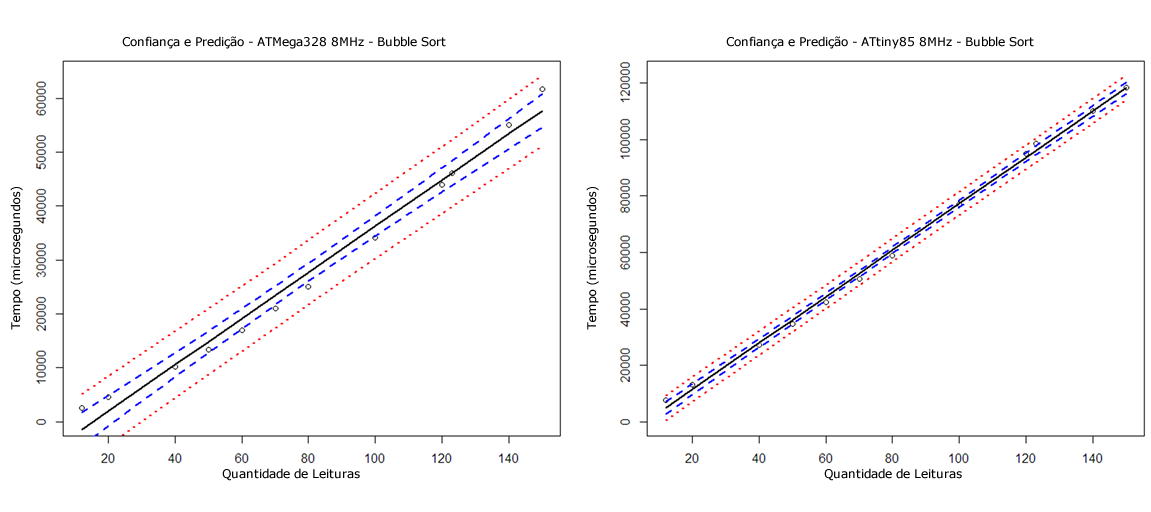 Confiança e Predição - ATMega328 8MHz - Bubble Sort
Tempo (microsegundos)
0 10000 20000 30000 40000 50000 60000
20 40 60 80 100 120 140
Quantidade de Leituras
Confiança e Predição - ATtiny85 8MHz - Bubble Sort
Tempo (microsegundos)
0 20000 40000 60000 80000 100000 120000
20 40 60 80 100 120 140
Quantidade de Leituras